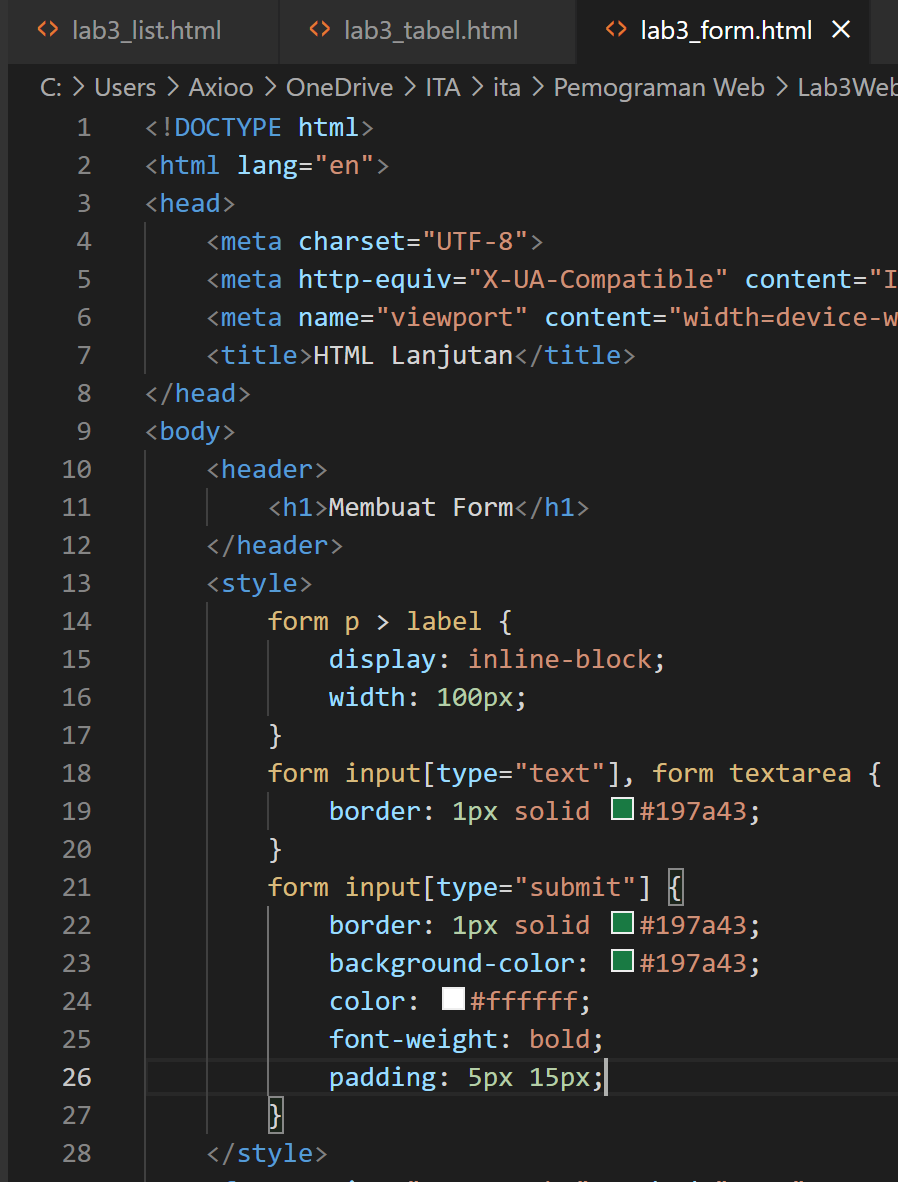 lab3_list.html lab3_tabel.html lab3_form.html
C: > Users > Axioo > OneDrive > ITA > ita > Pemograman Web >
1 <!DOCTYPE html>
2 <html lang="en">
3 <head>
4 <meta charset="UTF-8">
5 <meta http-equiv="X-UA-Compatible" content="I
6 <meta name="viewport" content="width=device-w
7 <title>HTML Lanjutan</title>
8 </head>
9 <body>
10 <header>
11 <h1>Membuat Form</h1>
12 </header>
13 <style>
14 form p > label {
15 display: inline-block;
16 width: 100px;
17 }
18 form input[type="text"], form textarea {
19 border: 1px solid #197a43;
20 }
21 form input[type="submit"] {
22 border: 1px solid #197a43;
23 background-color: #197a43;
24 color: #ffffff;
25 font-weight: bold;
26 padding: 5px 15px;
27 }
28 </style>